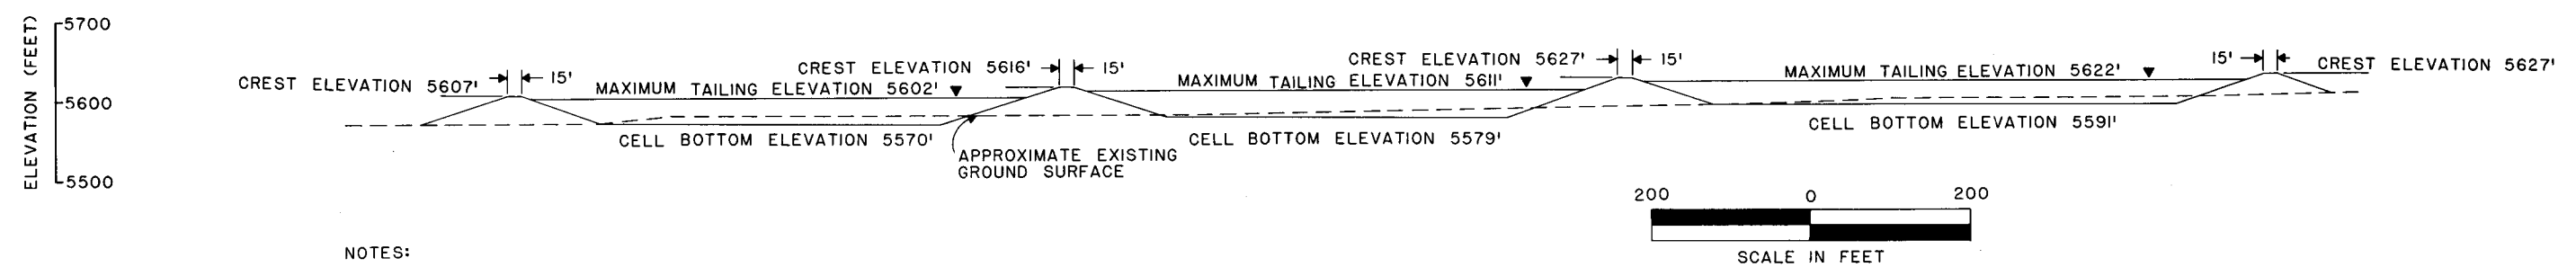 5700
ELEVATION (FEET)
5600
5500
CREST ELEVATION 5607'
15'
MAXIMUM TAILING ELEVATION 5602'
CREST ELEVATION 5616'
15'
MAXIMUM TAILING ELEVATION 5611'
CREST ELEVATION 5627'
15'
MAXIMUM TAILING ELEVATION 5622'
15'
CREST ELEVATION 5627'
CELL BOTTOM ELEVATION 5570'
APPROXIMATE EXISTING
GROUND SURFACE
CELL BOTTOM ELEVATION 5579'
CELL BOTTOM ELEVATION 5591'
200 0 200
SCALE IN FEET
NOTES: